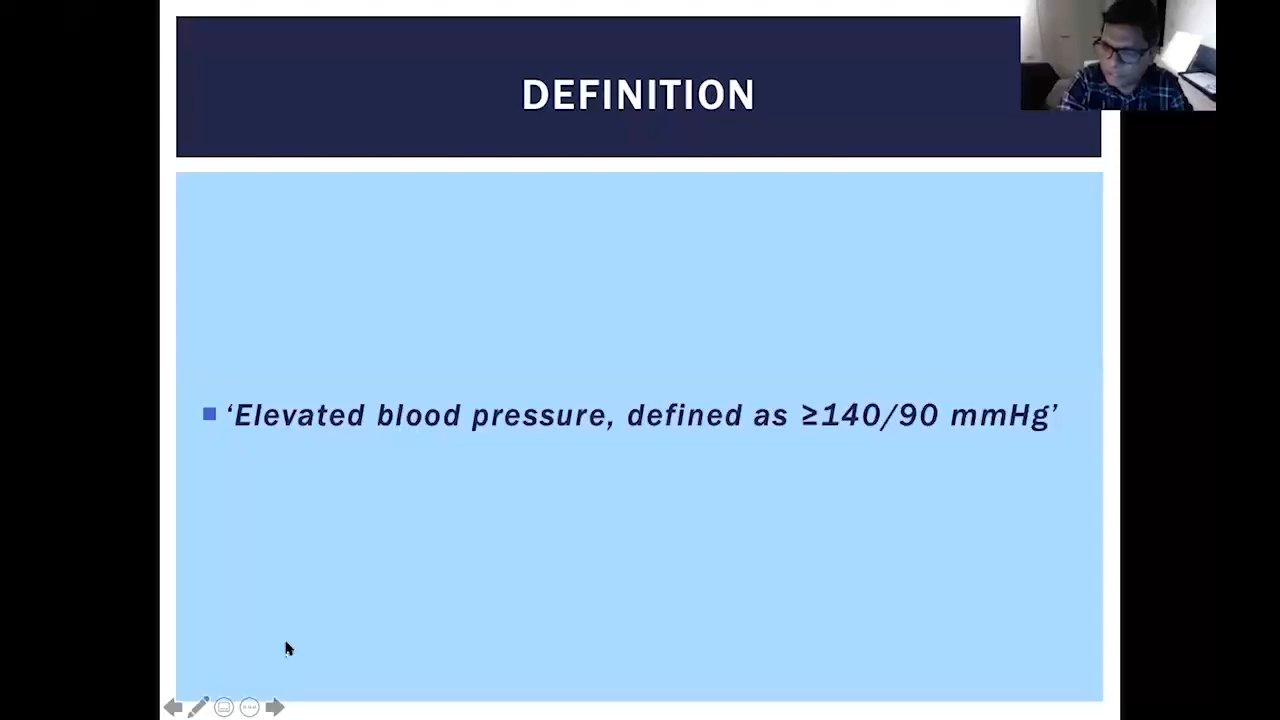 DEFINITION
‘Elevated blood pressure, defined as ≥140/90 mmHg’